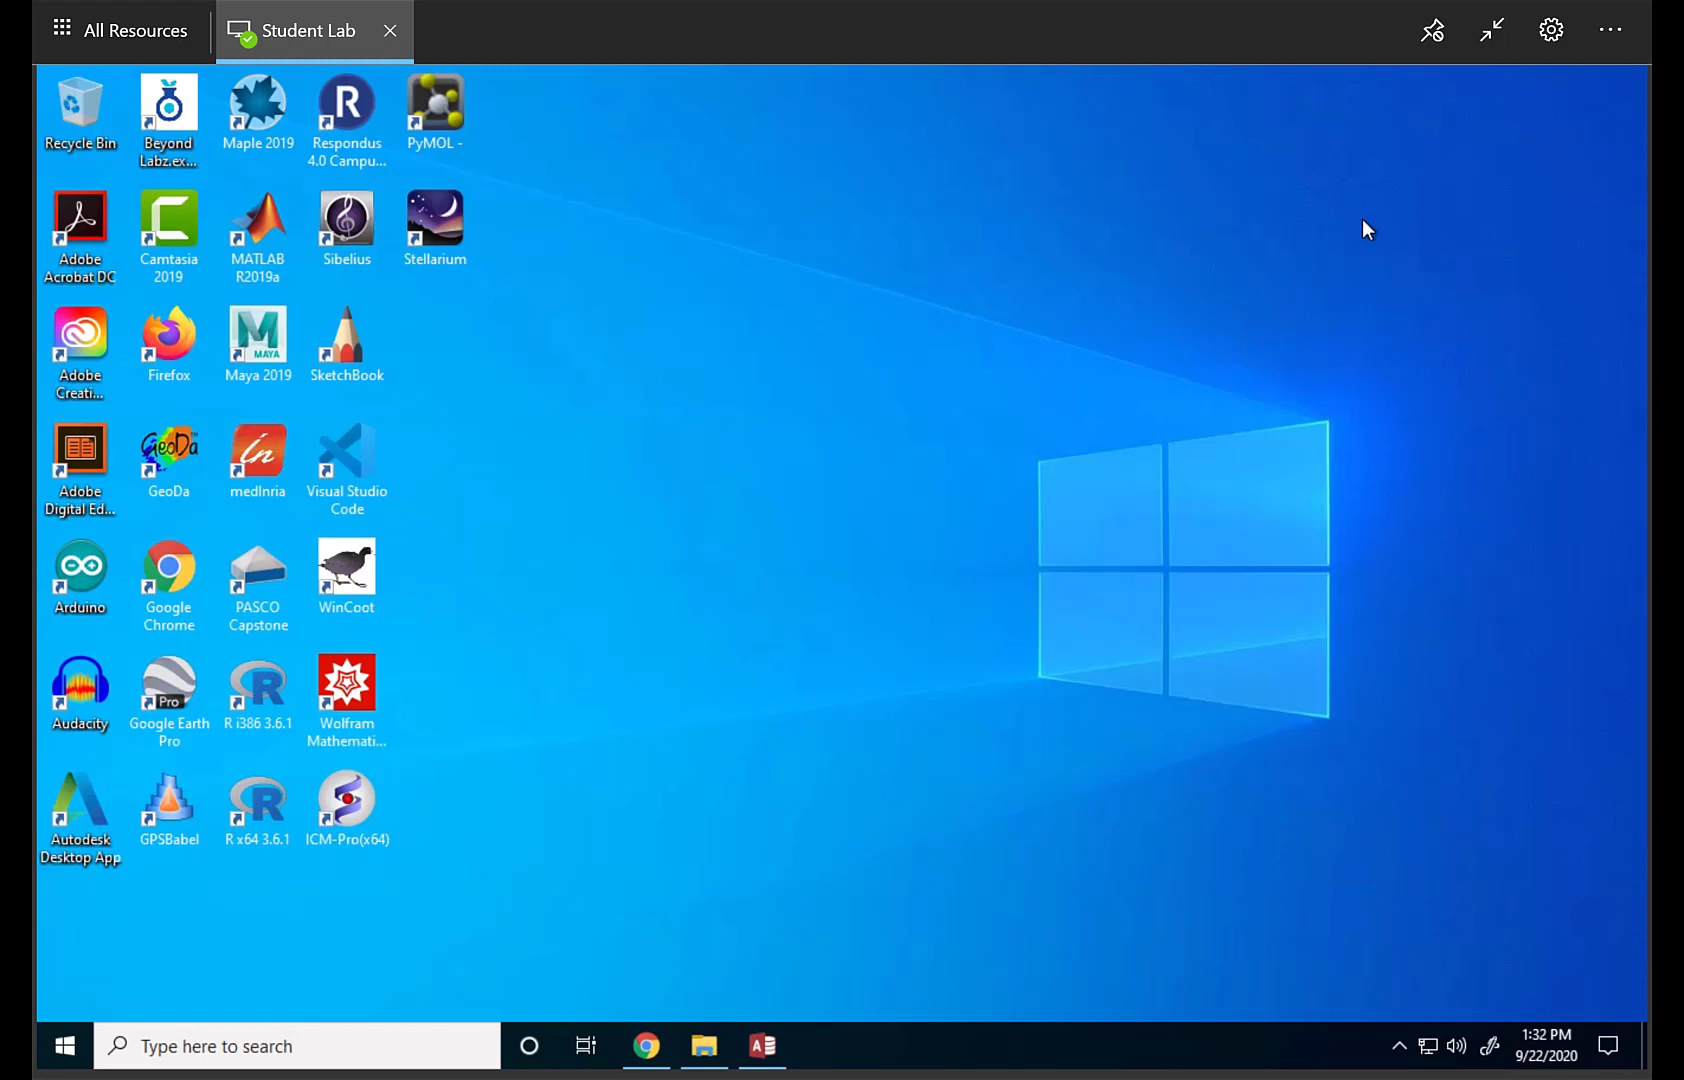 All Resources
Student Lab
Recycle Bin
Beyond
Labz.ex...
Maple 2019
R
Respondus
4.0 Campu...
PyMOL -
Adobe
Acrobat DC
Camtasia
2019
MATLAB
R2019a
Sibelius
Stellarium
Adobe
Creati...
Firefox
MAYA
Maya 2019
SketchBook
Adobe
Digital Ed...
GeoDa™
GeoDa
in
medInria
Visual Studio
Code
Arduino
Google
Chrome
PASCO
Capstone
WinCoot
Audacity
Pro
Google Earth
Pro
R
R i386 3.6.1
Wolfram
Mathemati...
Autodesk
Desktop App
GPSBabel
R
R x64 3.6.1
ICM-Pro(x64)
Type here to search
A
1:32 PM
9/22/2020